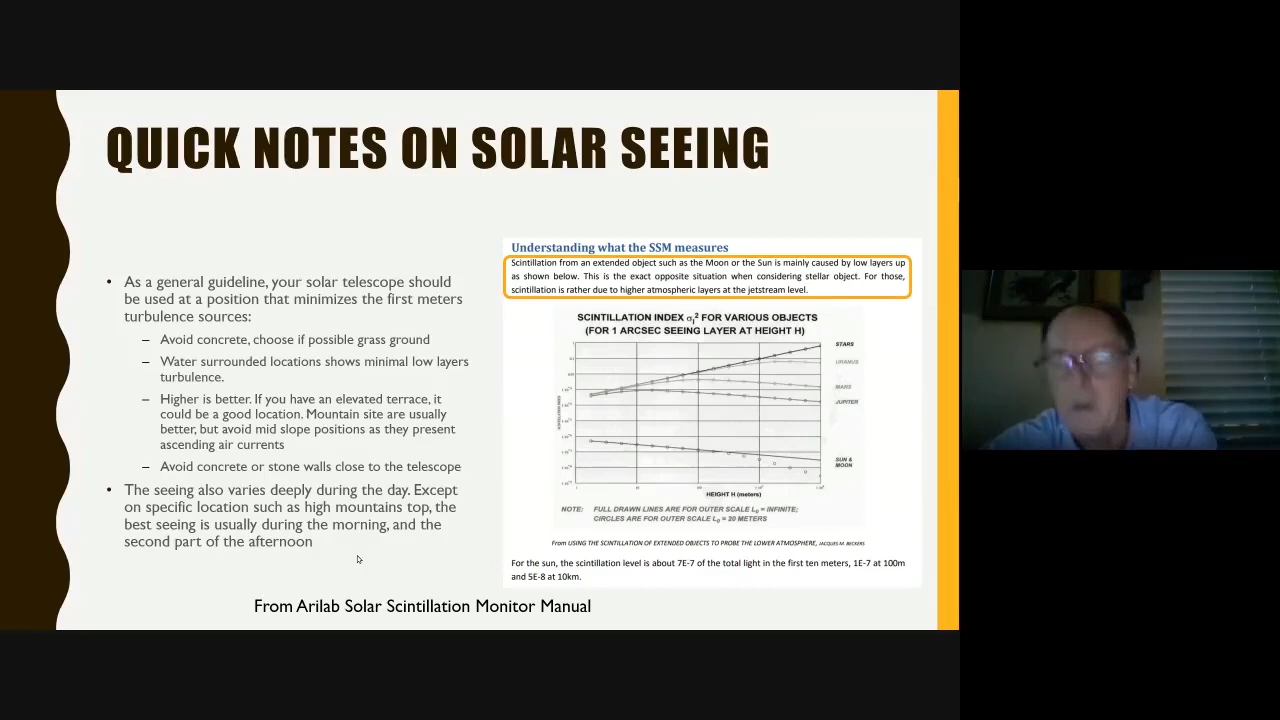 QUICK NOTES ON SOLAR SEEING
• As a general guideline, your solar telescope should
be used at a position that minimizes the first meters
turbulence sources:
– Avoid concrete, choose if possible grass ground
– Water surrounded locations shows minimal low layers
turbulence.
– Higher is better. If you have an elevated terrace, it
could be a good location. Mountain site are usually
better, but avoid mid slope positions as they present
ascending air currents
– Avoid concrete or stone walls close to the telescope
• The seeing also varies deeply during the day. Except
on specific location such as high mountains top, the
best seeing is usually during the morning, and the
second part of the afternoon
Understanding what the SSM measures
Scintillation from an extended object such as the Moon or the Sun is mainly caused by low layers up
as shown below. This is the exact opposite situation when considering stellar object. For those,
scintillation is rather due to higher atmospheric layers at the jetstream level.
SCINTILLATION INDEX σI² FOR VARIOUS OBJECTS
(FOR 1 ARCSEC SEEING LAYER AT HEIGHT H)
STARS
URANUS
MARS
JUPITER
SUN &
MOON
HEIGHT H (meters)
NOTE: FULL DRAWN LINES ARE FOR OUTER SCALE L0 = INFINITE;
CIRCLES ARE FOR OUTER SCALE L0 = 20 METERS
From USING THE SCINTILLATION OF EXTENDED OBJECTS TO PROBE THE LOWER ATMOSPHERE, JACQUES M. BECKERS
For the sun, the scintillation level is about 7E-7 of the total light in the first ten meters, 1E-7 at 100m
and 5E-8 at 10km.
From Arilab Solar Scintillation Monitor Manual